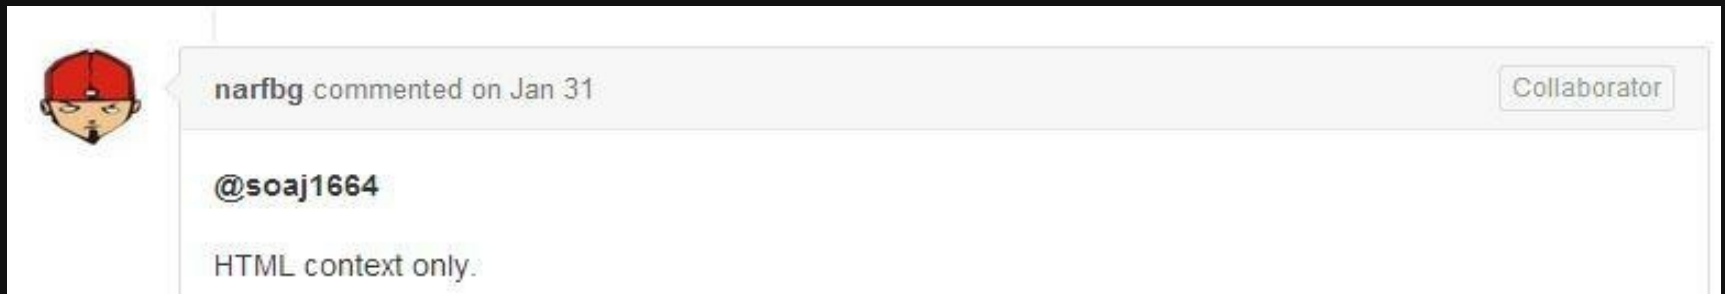 narfbg commented on Jan 31
Collaborator
@soaj1664
HTML context only.